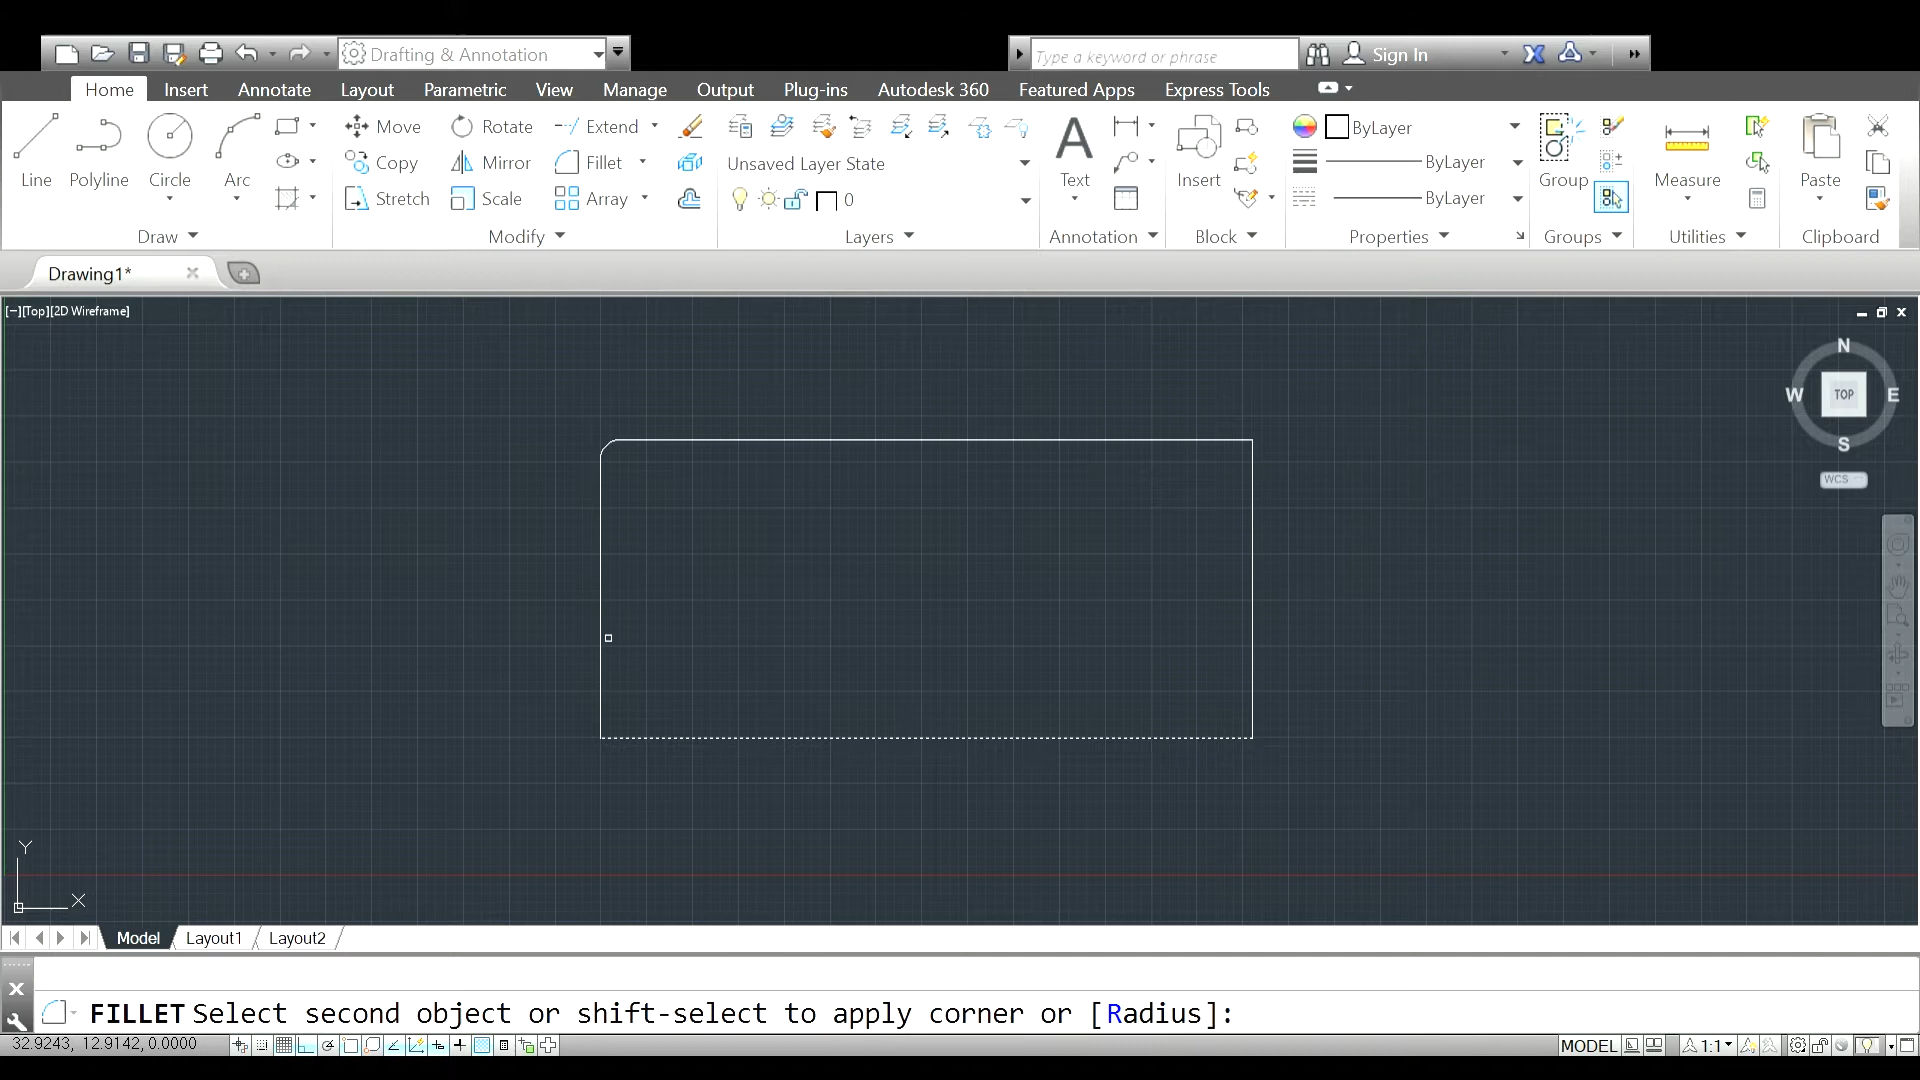 Drafting & Annotation
Type a keyword or phrase
Sign In
Home Insert Annotate Layout Parametric View Manage Output Plug-ins Autodesk 360 Featured Apps Express Tools
Line Polyline Circle Arc
Move Rotate Extend
Copy Mirror Fillet
Stretch Scale Array
Unsaved Layer State
0
A
Text
Insert
ByLayer
ByLayer
ByLayer
Group
Measure
Paste
Draw Modify Layers Annotation Block Properties Groups Utilities Clipboard
Drawing1*
[−][Top][2D Wireframe]
N
W TOP E
S
WCS
Y
X
Model Layout1 Layout2
FILLET Select second object or shift-select to apply corner or [Radius]:
32.9243, 12.9142, 0.0000
MODEL
1:1